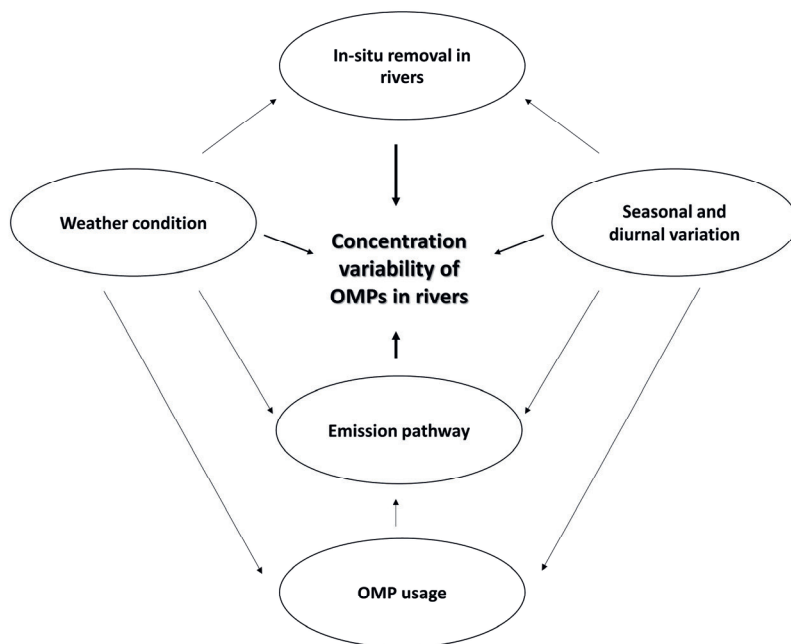 In-situ removal in
rivers
Weather condition
Seasonal and
diurnal variation
Concentration
variability of
OMPs in rivers
Emission pathway
OMP usage